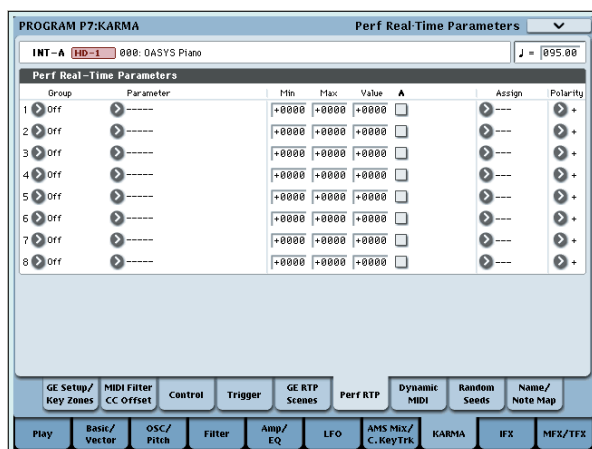 PROGRAM P7:KARMA Perf Real-Time Parameters
INT-A HD-1 000: OASYS Piano ♩= 095.00
Perf Real-Time Parameters
Group Parameter Min Max Value A Assign Polarity
1 Off ----- +0000 +0000 +0000 --- +
2 Off ----- +0000 +0000 +0000 --- +
3 Off ----- +0000 +0000 +0000 --- +
4 Off ----- +0000 +0000 +0000 --- +
5 Off ----- +0000 +0000 +0000 --- +
6 Off ----- +0000 +0000 +0000 --- +
7 Off ----- +0000 +0000 +0000 --- +
8 Off ----- +0000 +0000 +0000 --- +
GE Setup/ MIDI Filter Control Trigger GE RTP Perf RTP Dynamic Random Name/
Key Zones CC Offset Scenes MIDI Seeds Note Map
Play Basic/ OSC/ Filter Amp/ LFO AMS Mix/ KARMA IFX MFX/TFX
Vector Pitch EQ C.KeyTrk